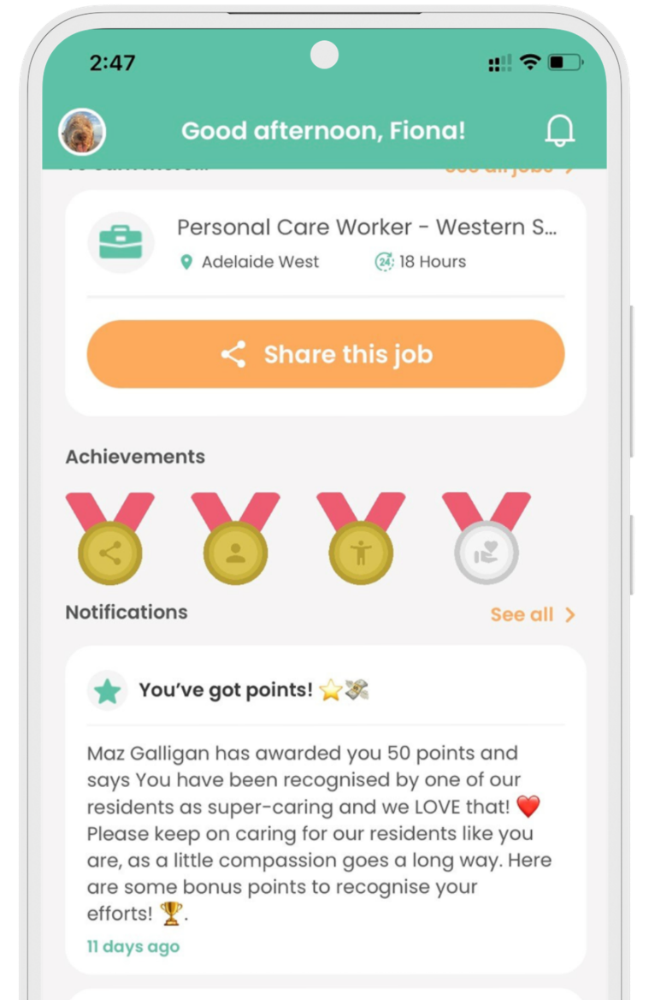 2:47
Good afternoon, Fiona!
See all jobs
Personal Care Worker - Western S...
Adelaide West
24
18 Hours
Share this job
Achievements
Notifications
See all
You've got points! ⭐💸
Maz Galligan has awarded you 50 points and
says You have been recognised by one of our
residents as super-caring and we LOVE that! ❤️
Please keep on caring for our residents like you
are, as a little compassion goes a long way. Here
are some bonus points to recognise your
efforts! 🏆.
11 days ago